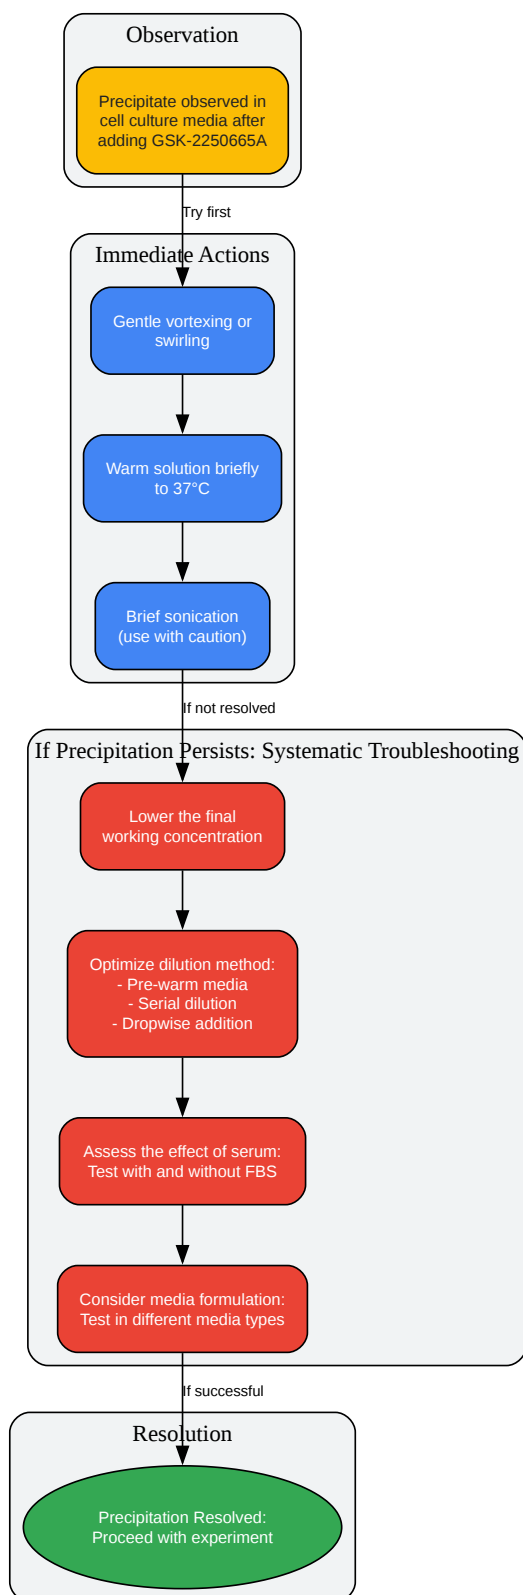 Observation
Precipitate observed in
cell culture media after
adding GSK-2250665A
Try first
Immediate Actions
Gentle vortexing or
swirling
Warm solution briefly
to 37°C
Brief sonication
(use with caution)
If not resolved
If Precipitation Persists: Systematic Troubleshooting
Lower the final
working concentration
Optimize dilution method:
- Pre-warm media
- Serial dilution
- Dropwise addition
Assess the effect of serum:
Test with and without FBS
Consider media formulation:
Test in different media types
If successful
Resolution
Precipitation Resolved:
Proceed with experiment